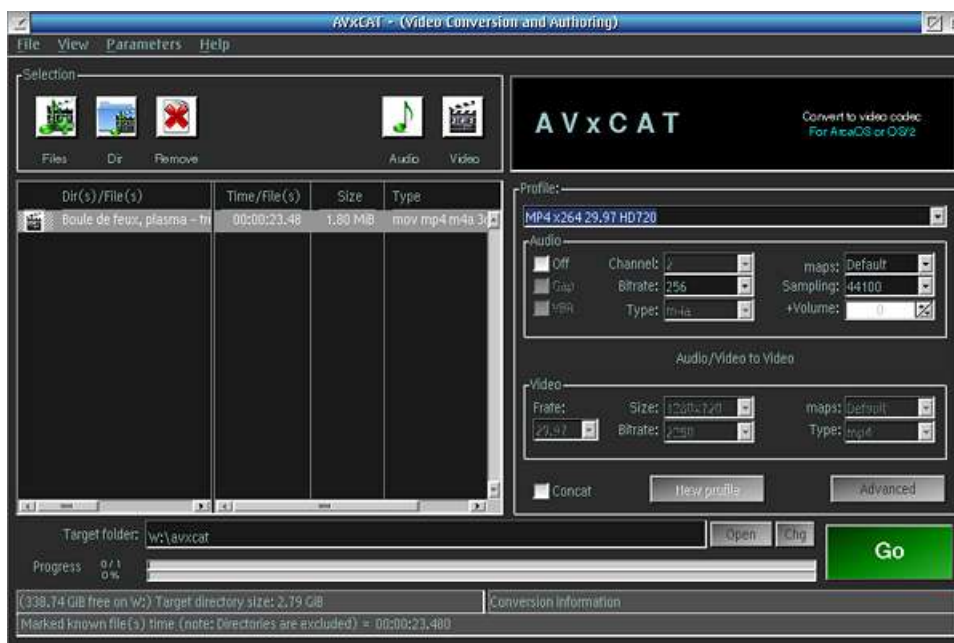 AVxCAT - (Video Conversion and Authoring)
File View Parameters Help
Selection
Files Dir Remove Audio Video
AVxCAT
Convert to video codec
For ArcaOS or OS/2
Dir(s)/File(s) Time/File(s) Size Type
Boule de feux, plasma - tr 00:00:23.48 1.80 MiB mov mp4 m4a 3g
Profile:
MP4 x264 29.97 HD720
Audio
Off Channel: 2 maps: Default
Gap Bitrate: 256 Sampling: 44100
VBR Type: m4a +Volume: 0
Audio/Video to Video
Video
Frate: Size: 1280x720 maps: Default
29.97 Bitrate: 2250 Type: mp4
Concat New profile Advanced
Target folder: W:\avxcat Open Chg
Go
Progress 0/1
0%
(338.74 GiB free on W:) Target directory size: 2.79 GiB Conversion information
Marked known file(s) time (note: Directories are excluded) = 00:00:23.480